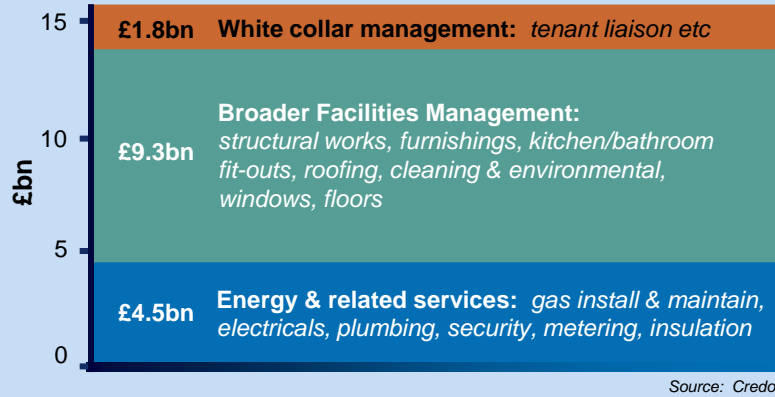 £bn
15
10
5
0
£1.8bn White collar management: tenant liaison etc
£9.3bn
Broader Facilities Management:
structural works, furnishings, kitchen/bathroom
fit-outs, roofing, cleaning & environmental,
windows, floors
£4.5bn
Energy & related services: gas install & maintain,
electricals, plumbing, security, metering, insulation
Source: Credo